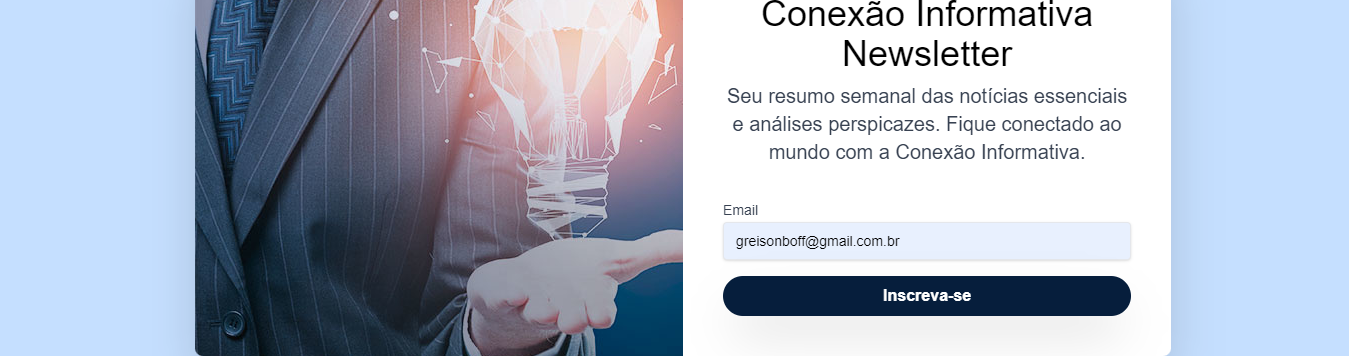 Conexão Informativa
Newsletter
Seu resumo semanal das notícias essenciais
e análises perspicazes. Fique conectado ao
mundo com a Conexão Informativa.
Email
greisonboff@gmail.com.br
Inscreva-se